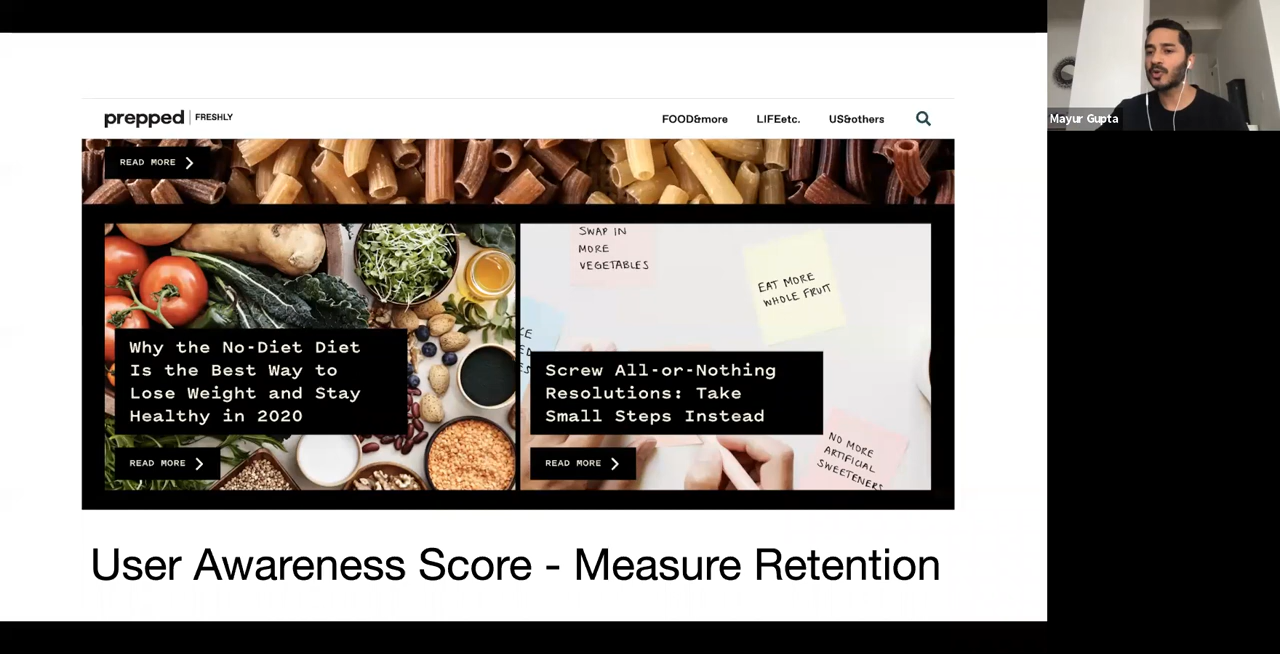 Mayur Gupta
prepped | FRESHLY
FOOD&more
LIFEetc.
US&others
READ MORE
SWAP IN
MORE
VEGETABLES
EAT MORE
WHOLE FRUIT
Why the No-Diet Diet
Is the Best Way to
Lose Weight and Stay
Healthy in 2020
READ MORE
Screw All-or-Nothing
Resolutions: Take
Small Steps Instead
READ MORE
NO MORE
ARTIFICIAL
SWEETENERS
User Awareness Score - Measure Retention